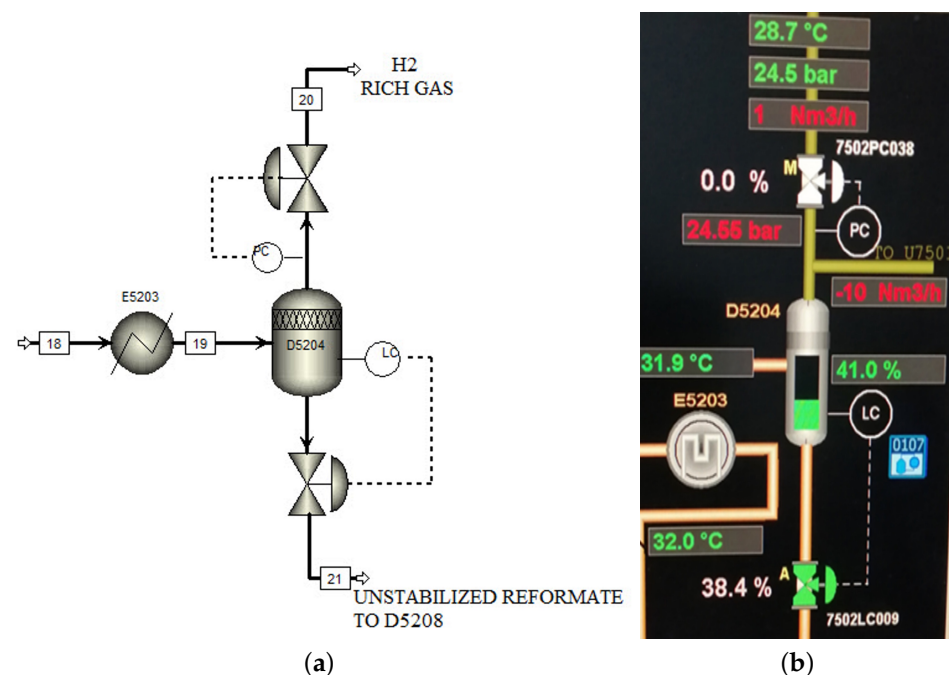 H2
RICH GAS
20
PC
E5203
18
19
D5204
LC
21
UNSTABILIZED REFORMATE
TO D5208
(a)
28.7 °C
24.5 bar
1 Nm3/h
7502PC038
M
0.0 %
24.55 bar
PC
TO U750
-10 Nm3/h
D5204
31.9 °C
41.0 %
E5203
LC
0107
32.0 °C
38.4 %
A
7502LC009
(b)